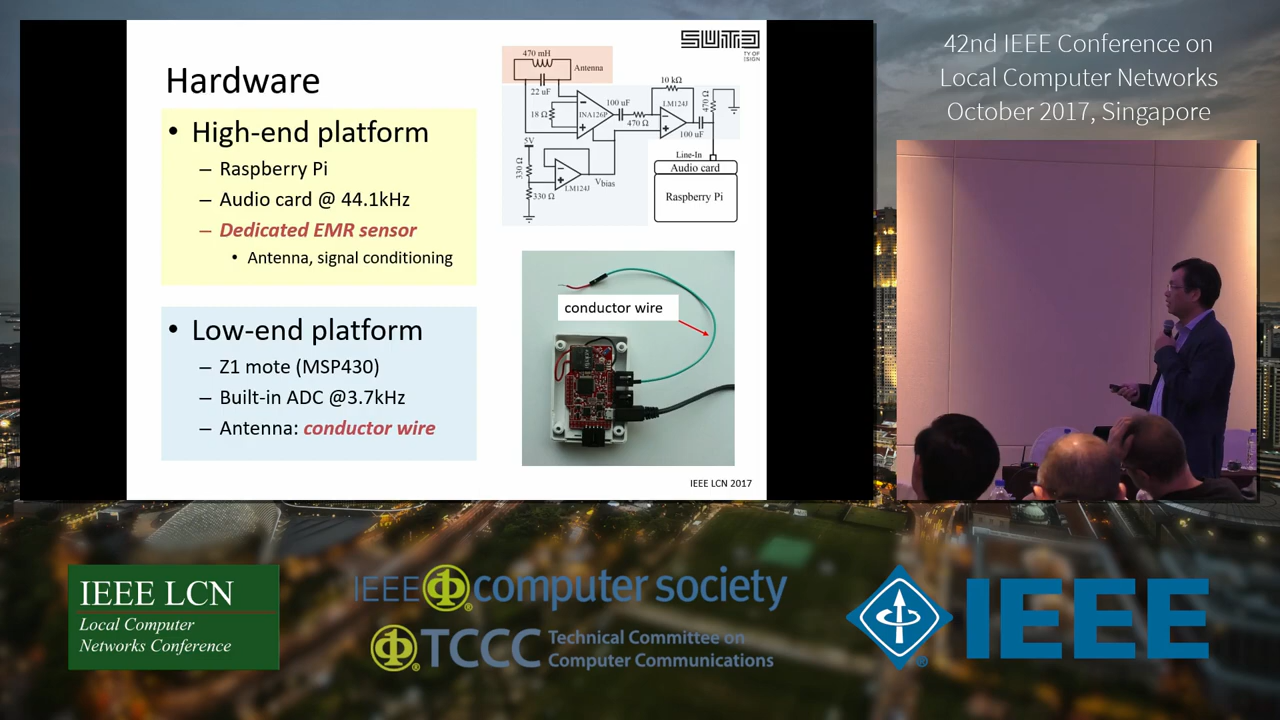 Hardware
• High-end platform
– Raspberry Pi
– Audio card @ 44.1kHz
– Dedicated EMR sensor
• Antenna, signal conditioning
• Low-end platform
– Z1 mote (MSP430)
– Built-in ADC @3.7kHz
– Antenna: conductor wire
SUTD
TY OF
ESIGN
470 mH
Antenna
22 uF
18 Ω
INA126P
100 uF
470 Ω
10 kΩ
LM124J
470 Ω
100 uF
5V
330 Ω
330 Ω
LM124J
Vbias
Line-In
Audio card
Raspberry Pi
conductor wire
IEEE LCN 2017
42nd IEEE Conference on
Local Computer Networks
October 2017, Singapore
IEEE LCN
Local Computer
Networks Conference
IEEE computer society
TCCC Technical Committee on
Computer Communications
IEEE